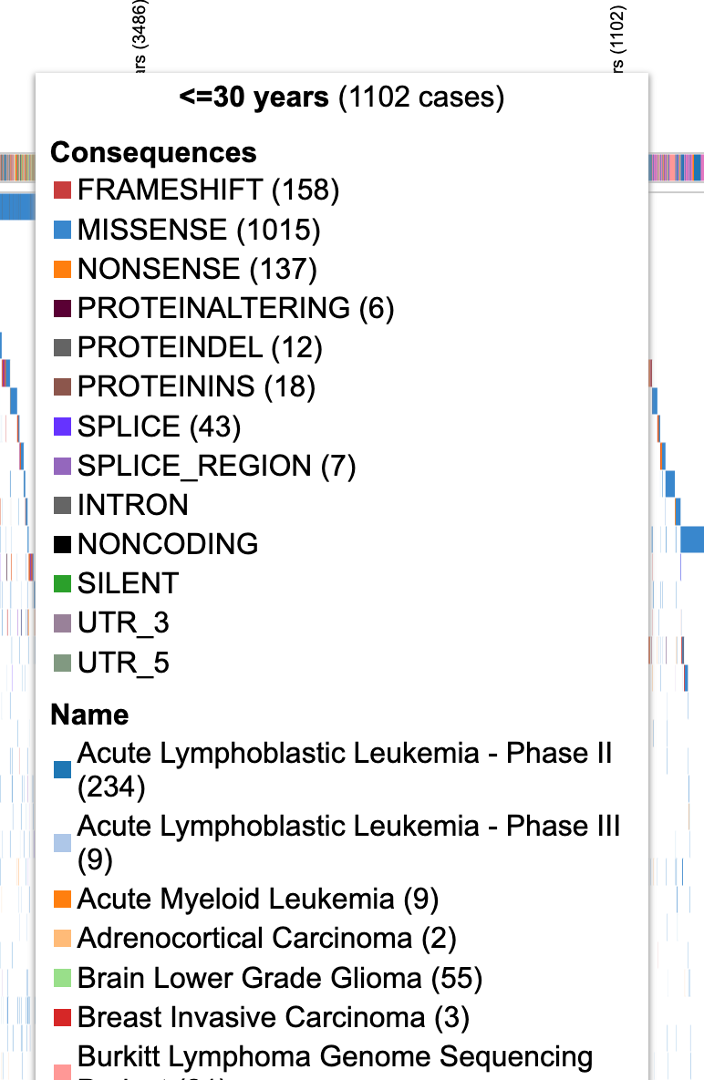 ars (3486)
rs (1102)
<=30 years (1102 cases)
Consequences
FRAMESHIFT (158)
MISSENSE (1015)
NONSENSE (137)
PROTEINALTERING (6)
PROTEINDEL (12)
PROTEININS (18)
SPLICE (43)
SPLICE_REGION (7)
INTRON
NONCODING
SILENT
UTR_3
UTR_5
Name
Acute Lymphoblastic Leukemia - Phase II
(234)
Acute Lymphoblastic Leukemia - Phase III
(9)
Acute Myeloid Leukemia (9)
Adrenocortical Carcinoma (2)
Brain Lower Grade Glioma (55)
Breast Invasive Carcinoma (3)
Burkitt Lymphoma Genome Sequencing